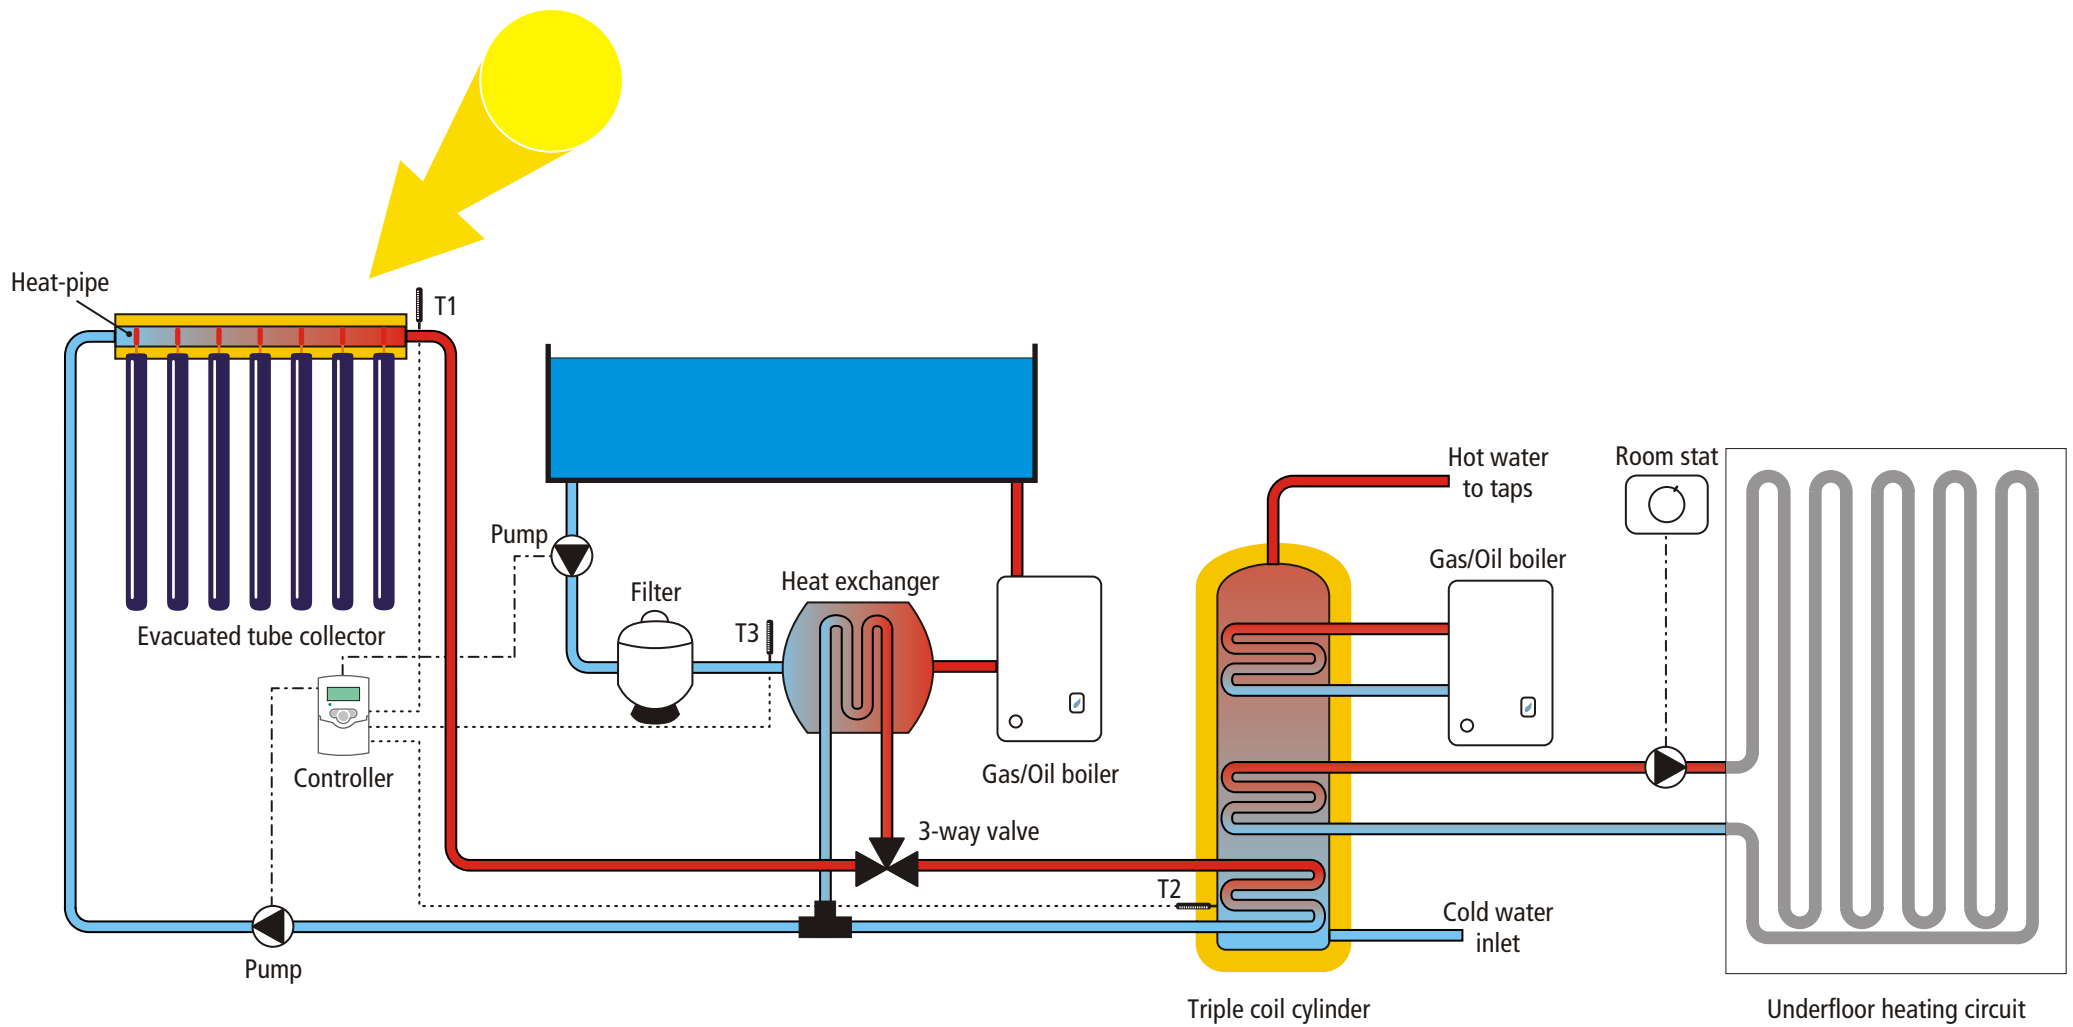 Heat-pipe
T1
Evacuated tube collector
Controller
Pump
Pump
Filter
T3
Heat exchanger
Gas/Oil boiler
3-way valve
T2
Hot water
to taps
Gas/Oil boiler
Room stat
Cold water
inlet
Triple coil cylinder
Underfloor heating circuit